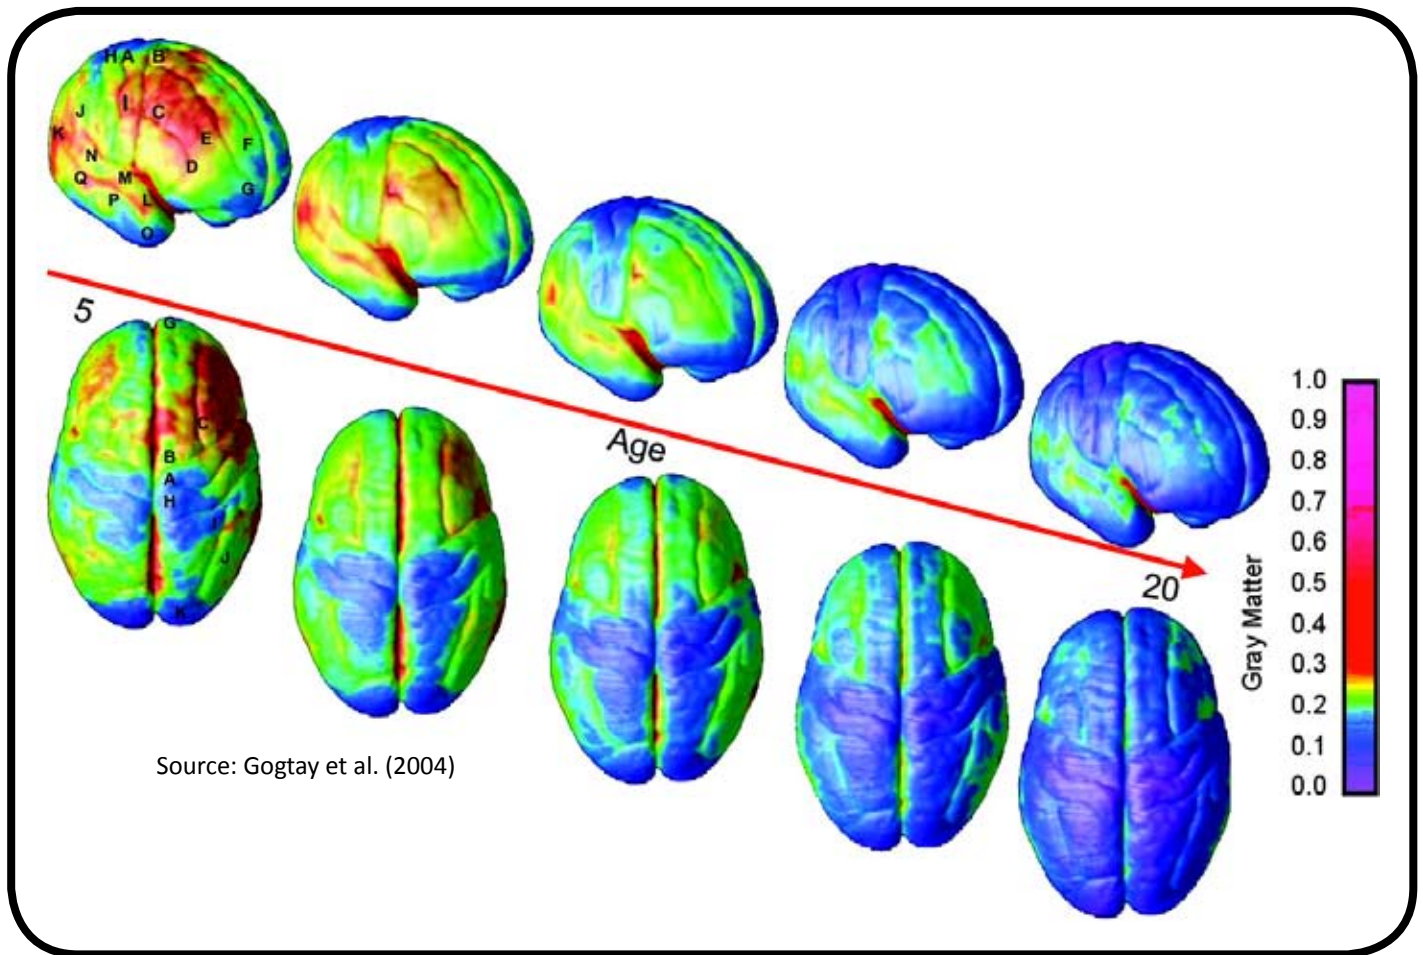 H A B
I C
J
K
E F
N
D
Q M
G
P L
O
5
G
C
B
A
H
I
J
K
Age
20
Source: Gogtay et al. (2004)
Gray Matter
1.0
0.9
0.8
0.7
0.6
0.5
0.4
0.3
0.2
0.1
0.0